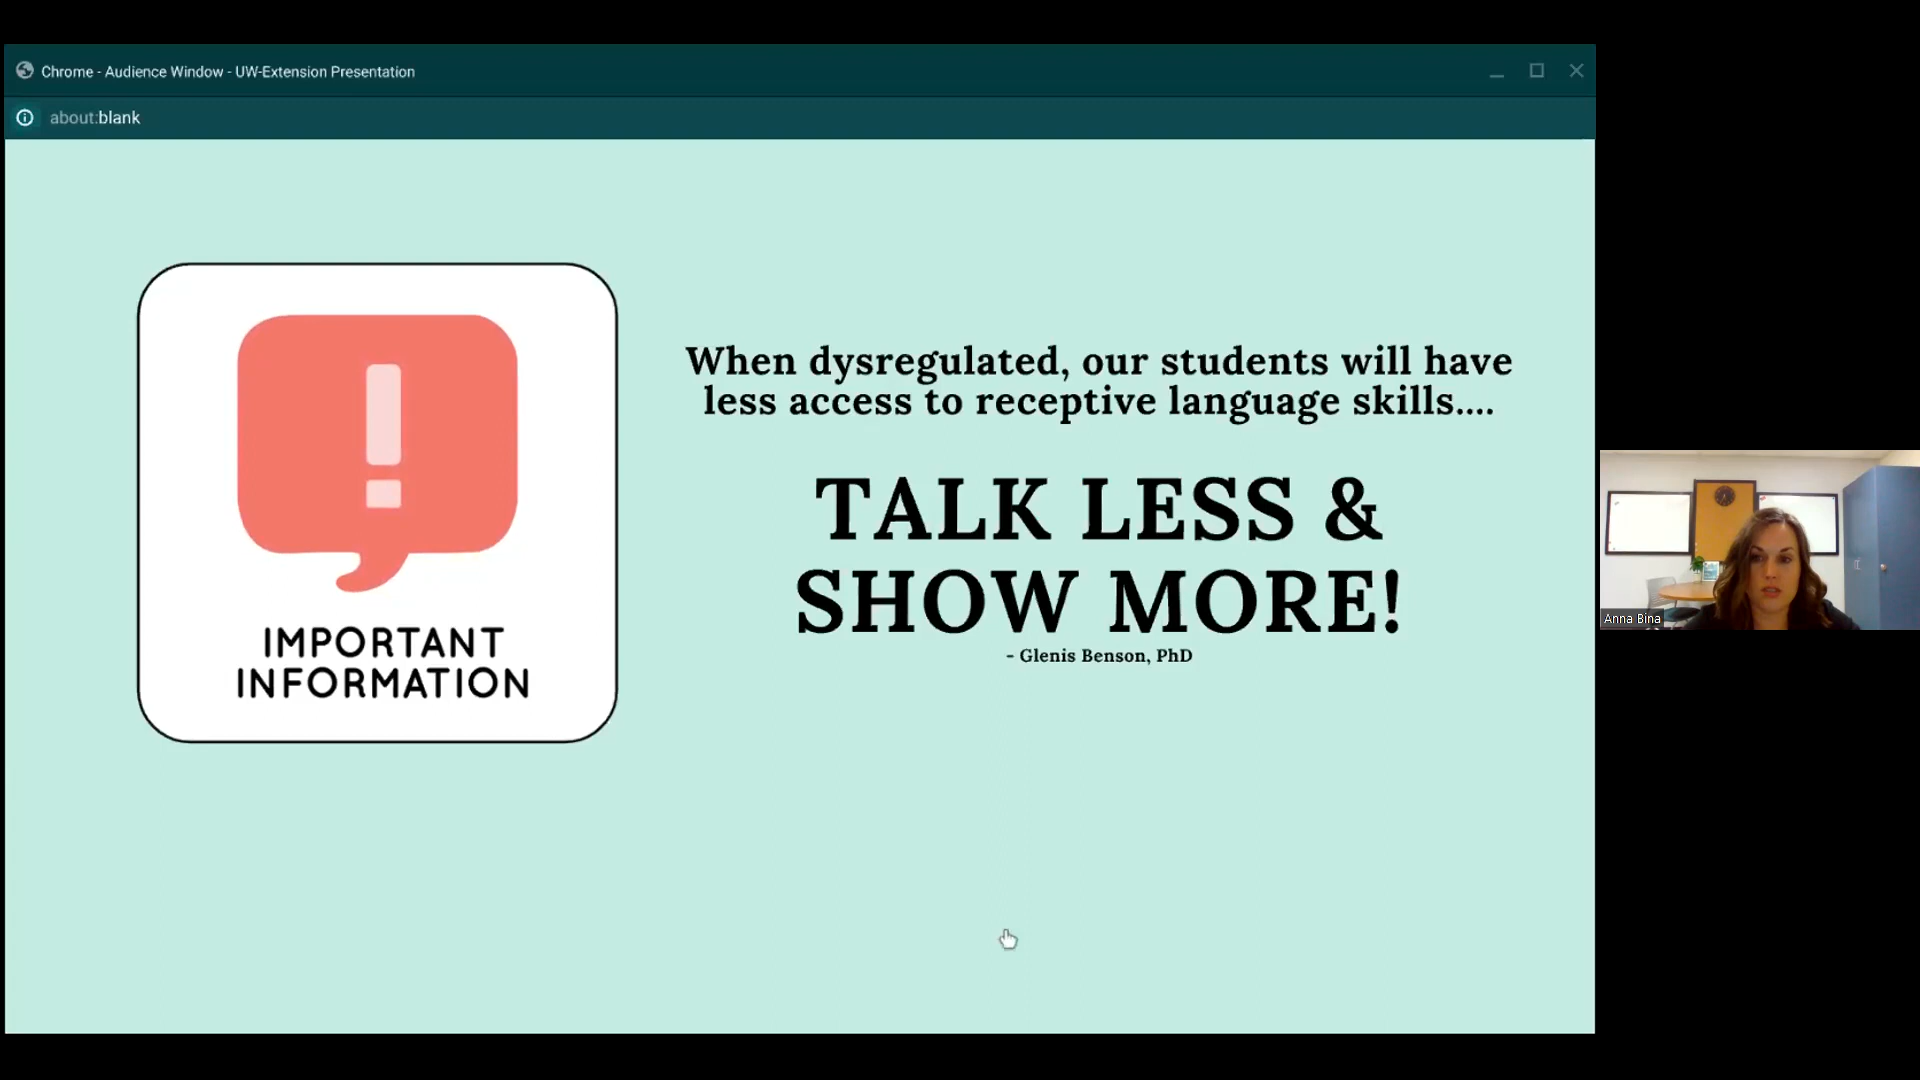 Chrome - Audience Window - UW-Extension Presentation
about:blank
When dysregulated, our students will have
less access to receptive language skills....
TALK LESS &
SHOW MORE!
- Glenis Benson, PhD
!
IMPORTANT
INFORMATION
Anna Bina